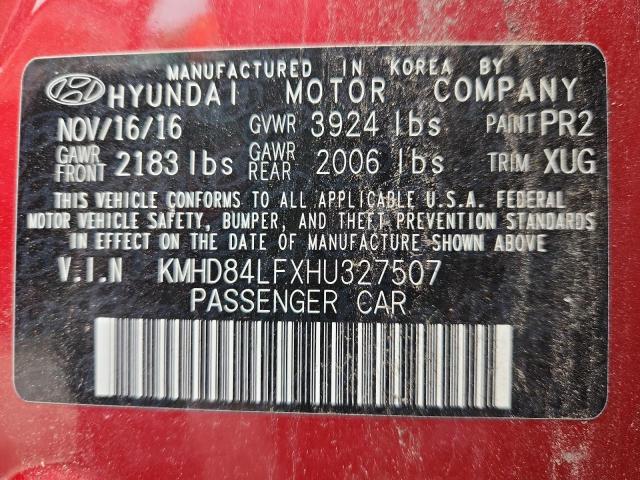 MANUFACTURED IN KOREA BY
HYUNDAI MOTOR COMPANY
NOV/16/16 GVWR 3924 lbs PAINT PR2
GAWR FRONT 2183 lbs GAWR REAR 2006 lbs TRIM XUG
THIS VEHICLE CONFORMS TO ALL APPLICABLE U.S.A. FEDERAL
MOTOR VEHICLE SAFETY, BUMPER, AND THEFT PREVENTION STANDARDS
IN EFFECT ON THE DATE OF MANUFACTURE SHOWN ABOVE
V.I.N KMHD84LFXHU327507
PASSENGER CAR